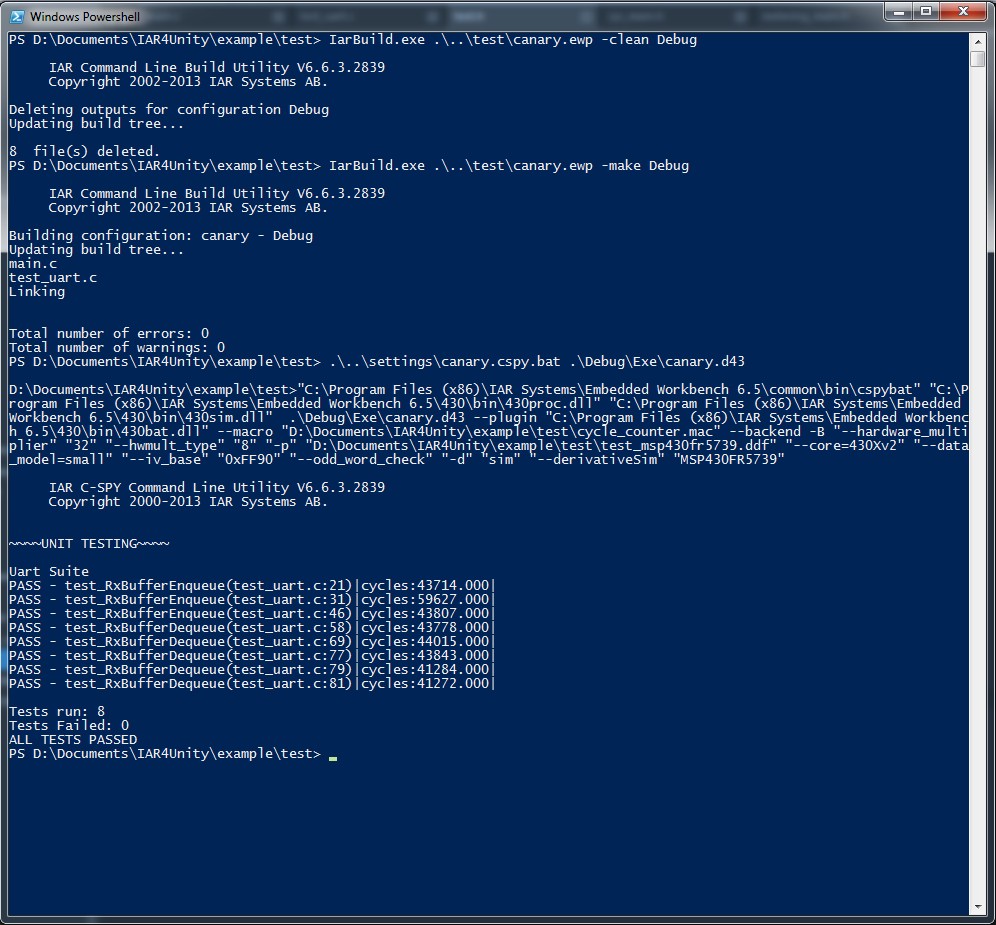 Windows Powershell
PS D:\Documents\IAR4Unity\example\test> IarBuild.exe .\..\test\canary.ewp -clean Debug
IAR Command Line Build Utility V6.6.3.2839
Copyright 2002-2013 IAR Systems AB.
Deleting outputs for configuration Debug
Updating build tree...
8  file(s) deleted.
PS D:\Documents\IAR4Unity\example\test> IarBuild.exe .\..\test\canary.ewp -make Debug
IAR Command Line Build Utility V6.6.3.2839
Copyright 2002-2013 IAR Systems AB.
Building configuration: canary - Debug
Updating build tree...
main.c
test_uart.c
Linking
Total number of errors: 0
Total number of warnings: 0
PS D:\Documents\IAR4Unity\example\test> .\..\settings\canary.cspy.bat .\Debug\Exe\canary.d43
D:\Documents\IAR4Unity\example\test>"C:\Program Files (x86)\IAR Systems\Embedded Workbench 6.5\common\bin\cspybat" "C:\P
rogram Files (x86)\IAR Systems\Embedded Workbench 6.5\430\bin\430proc.dll" "C:\Program Files (x86)\IAR Systems\Embedded
Workbench 6.5\430\bin\430sim.dll"  .\Debug\Exe\canary.d43 --plugin "C:\Program Files (x86)\IAR Systems\Embedded Workbenc
h 6.5\430\bin\430bat.dll" --macro "D:\Documents\IAR4Unity\example\test\cycle_counter.mac" --backend -B "--hardware_multi
plier" "32" "--hwmult_type" "8" "-p" "D:\Documents\IAR4Unity\example\test\test_msp430fr5739.ddf" "--core=430Xv2" "--data
_model=small" "--iv_base" "0xFF90" "--odd_word_check" "-d" "sim" "--derivativeSim" "MSP430FR5739"
IAR C-SPY Command Line Utility V6.6.3.2839
Copyright 2000-2013 IAR Systems AB.
~~~~UNIT TESTING~~~~
Uart Suite
PASS - test_RxBufferEnqueue(test_uart.c:21)|cycles:43714.000|
PASS - test_RxBufferEnqueue(test_uart.c:31)|cycles:59627.000|
PASS - test_RxBufferEnqueue(test_uart.c:46)|cycles:43807.000|
PASS - test_RxBufferDequeue(test_uart.c:58)|cycles:43778.000|
PASS - test_RxBufferDequeue(test_uart.c:69)|cycles:44015.000|
PASS - test_RxBufferDequeue(test_uart.c:77)|cycles:43843.000|
PASS - test_RxBufferDequeue(test_uart.c:79)|cycles:41284.000|
PASS - test_RxBufferDequeue(test_uart.c:81)|cycles:41272.000|
Tests run: 8
Tests Failed: 0
ALL TESTS PASSED
PS D:\Documents\IAR4Unity\example\test>